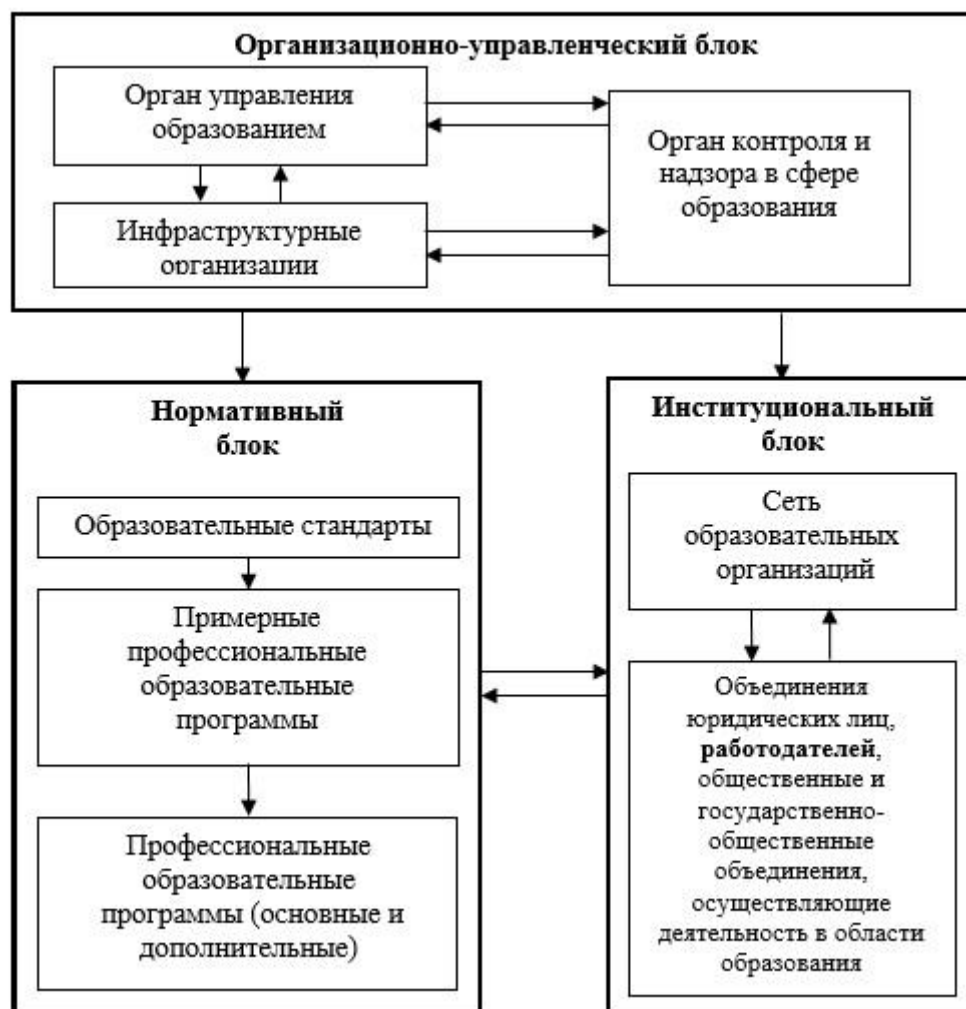 Организационно-управленческий блок
Орган управления
образованием
Орган контроля и
надзора в сфере
образования
Инфраструктурные
организации
Нормативный
блок
Образовательные стандарты
Примерные
профессиональные
образовательные
программы
Профессиональные
образовательные
программы (основные и
дополнительные)
Институциональный
блок
Сеть
образовательных
организаций
Объединения
юридических лиц,
работодателей,
общественные и
государственно-
общественные
объединения,
осуществляющие
деятельность в области
образования